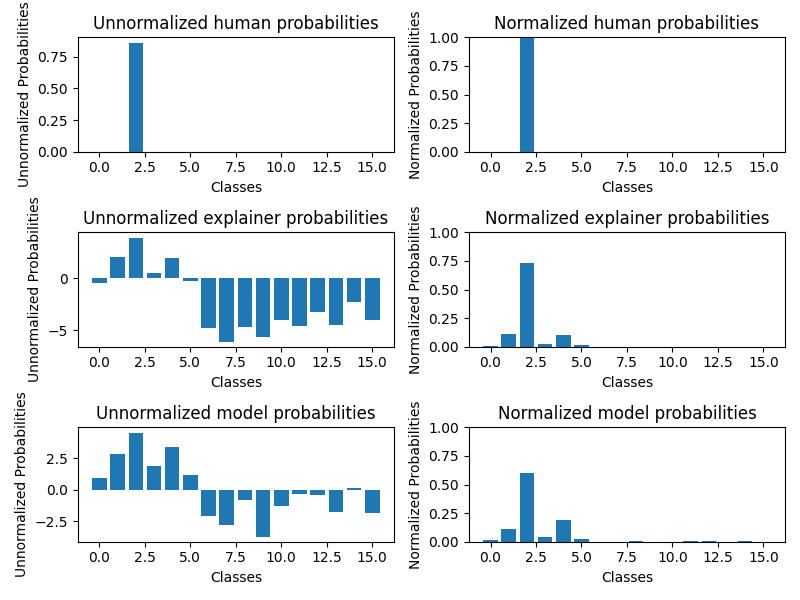 Unnormalized human probabilities
Unnormalized Probabilities
0.75
0.50
0.25
0.00
0.0 2.5 5.0 7.5 10.0 12.5 15.0
Classes
Normalized human probabilities
Normalized Probabilities
1.00
0.75
0.50
0.25
0.00
0.0 2.5 5.0 7.5 10.0 12.5 15.0
Classes
Unnormalized explainer probabilities
Unnormalized Probabilities
0
−5
0.0 2.5 5.0 7.5 10.0 12.5 15.0
Classes
Normalized explainer probabilities
Normalized Probabilities
1.00
0.75
0.50
0.25
0.00
0.0 2.5 5.0 7.5 10.0 12.5 15.0
Classes
Unnormalized model probabilities
Unnormalized Probabilities
2.5
0.0
−2.5
0.0 2.5 5.0 7.5 10.0 12.5 15.0
Classes
Normalized model probabilities
Normalized Probabilities
1.00
0.75
0.50
0.25
0.00
0.0 2.5 5.0 7.5 10.0 12.5 15.0
Classes